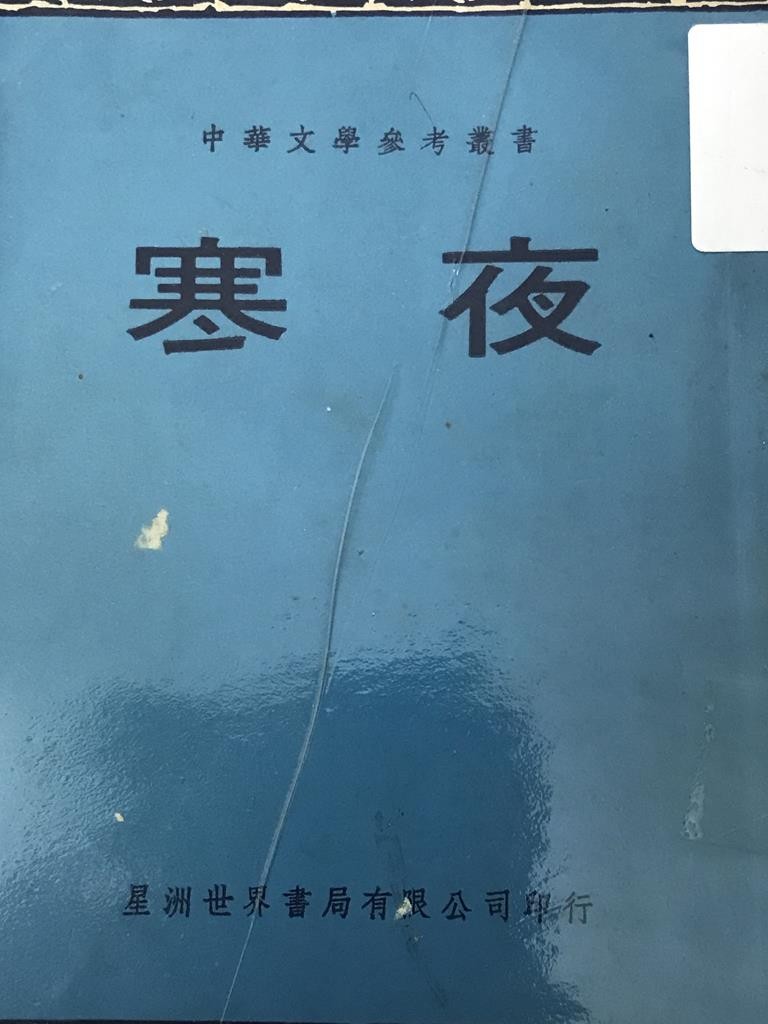 中華文學參考叢書
寒夜
星洲世界書局有限公司印行